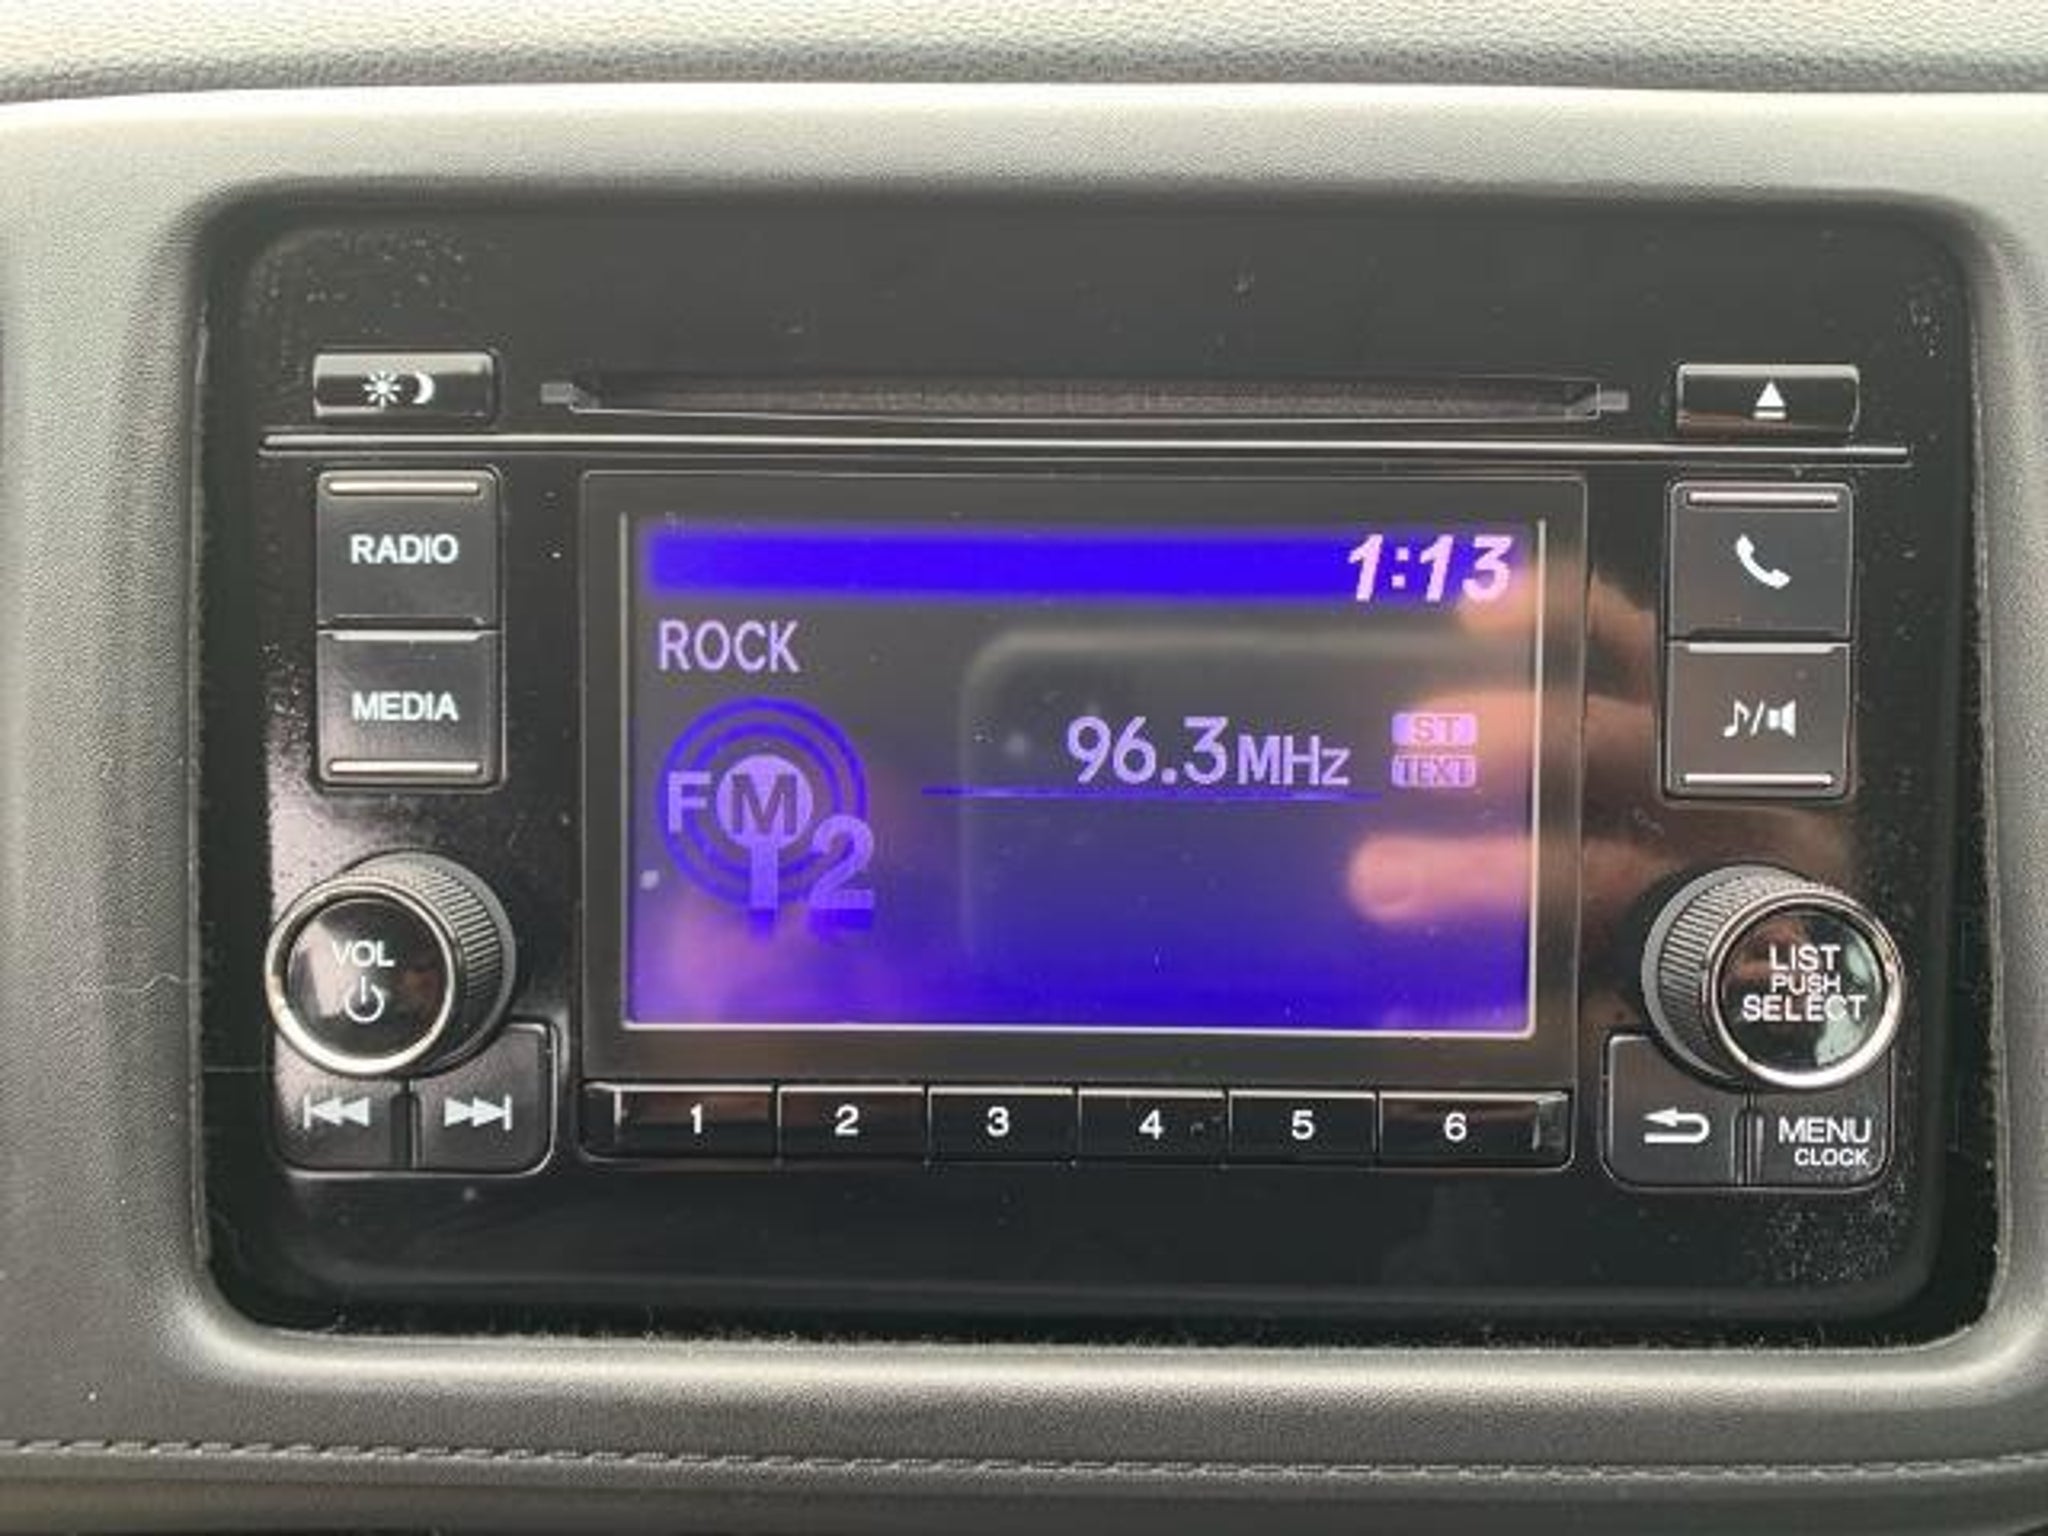 RADIO
MEDIA
VOL
1:13
ROCK
96.3MHz
ST
TEXT
FM
2
1 2 3 4 5 6
LIST
PUSH
SELECT
MENU
CLOCK